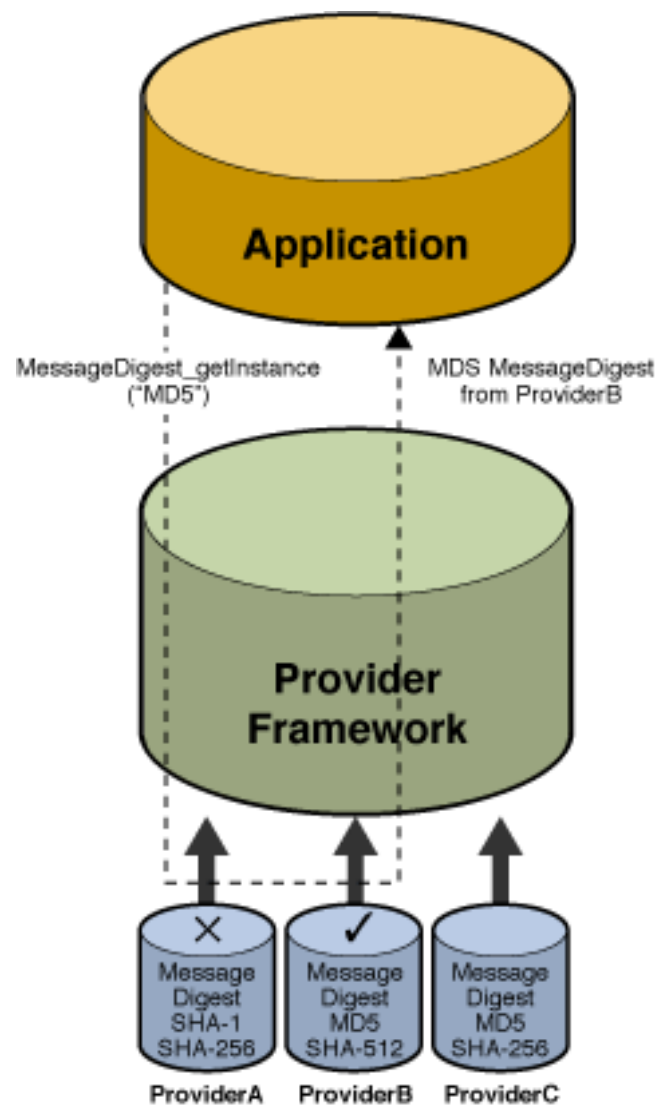 Application
MessageDigest_getInstance
("MD5")
MDS MessageDigest
from ProviderB
Provider
Framework
Message
Digest
SHA-1
SHA-256
Message
Digest
MD5
SHA-512
Message
Digest
MD5
SHA-256
ProviderA
ProviderB
ProviderC